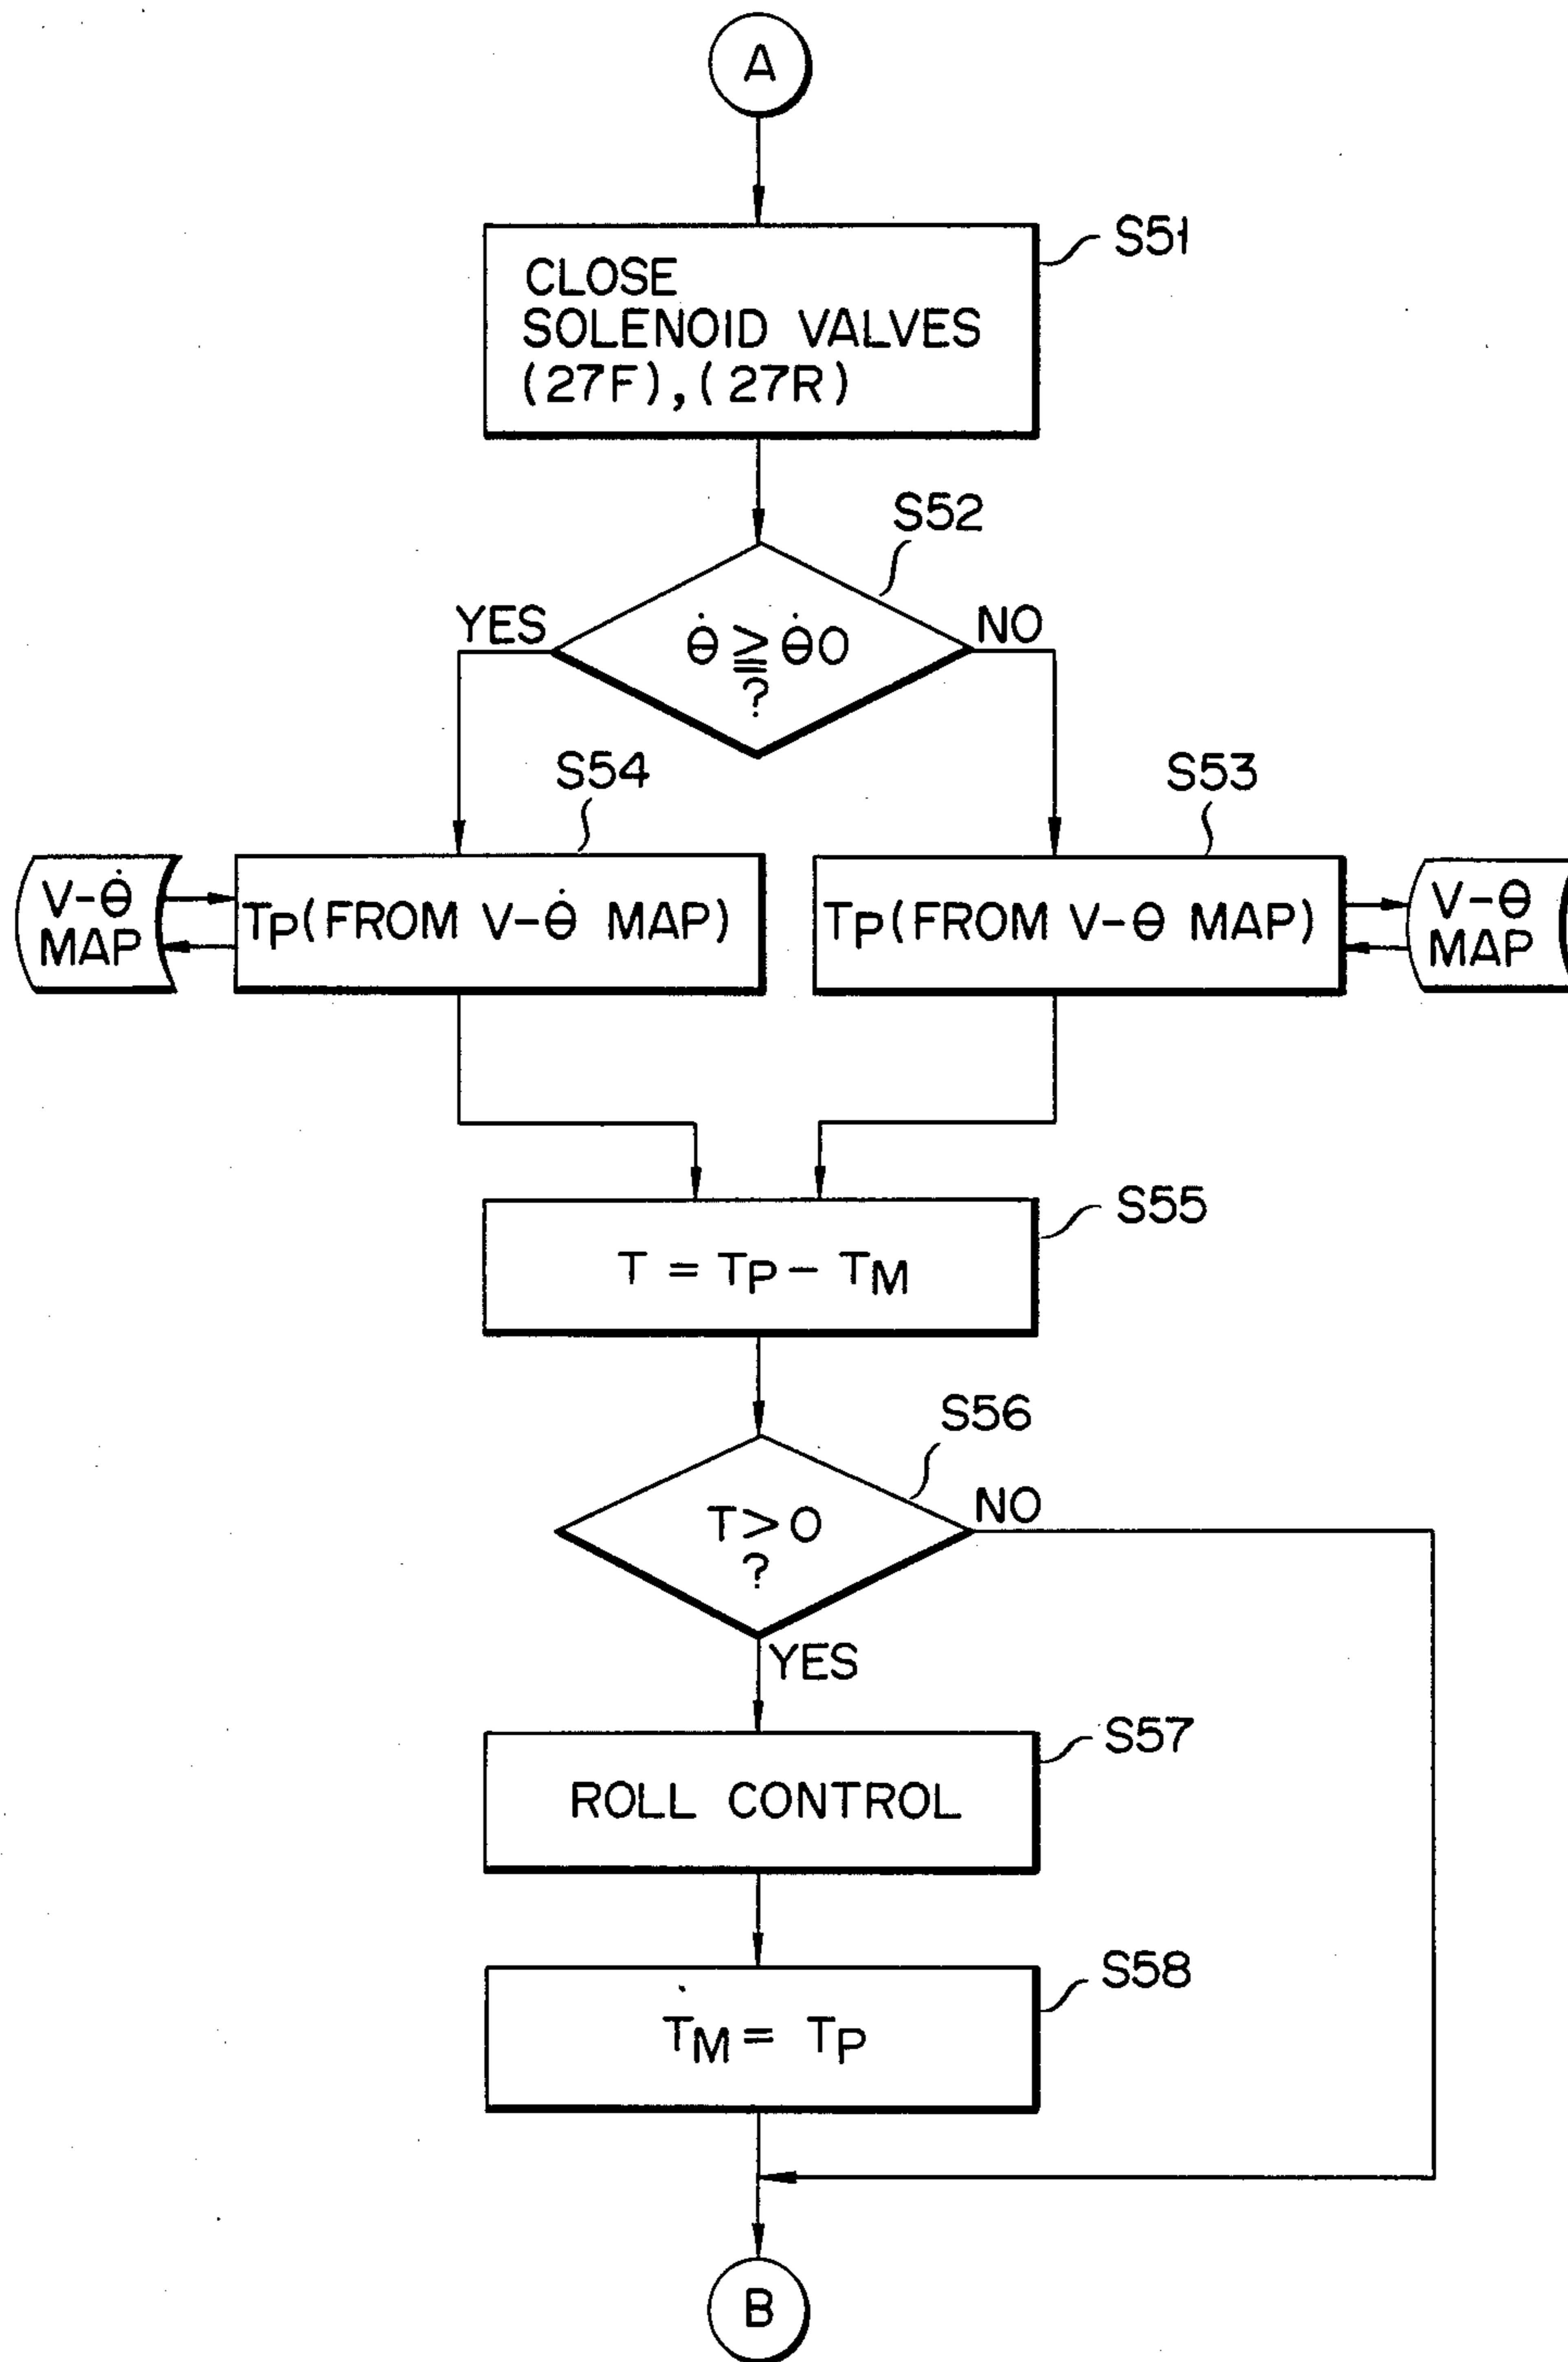 A
S51
CLOSE
SOLENOID VALVES
(27F),(27R)
S52
YES
NO
θ̇ ≧ θ̇0
?
S54
S53
V-θ̇
MAP
TP(FROM V-θ̇ MAP)
TP(FROM V-θ MAP)
V-θ
MAP
S55
T = TP - TM
S56
T>0
?
NO
YES
S57
ROLL CONTROL
S58
TM = TP
B